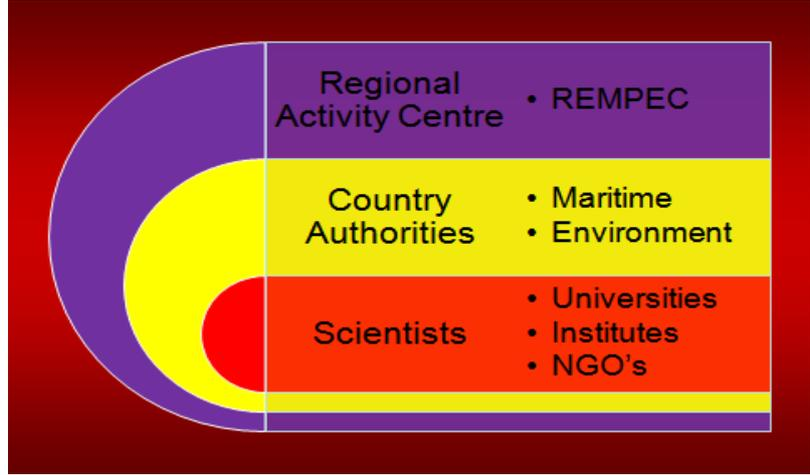 Regional
Activity Centre
• REMPEC
Country
Authorities
• Maritime
• Environment
Scientists
• Universities
• Institutes
• NGO's